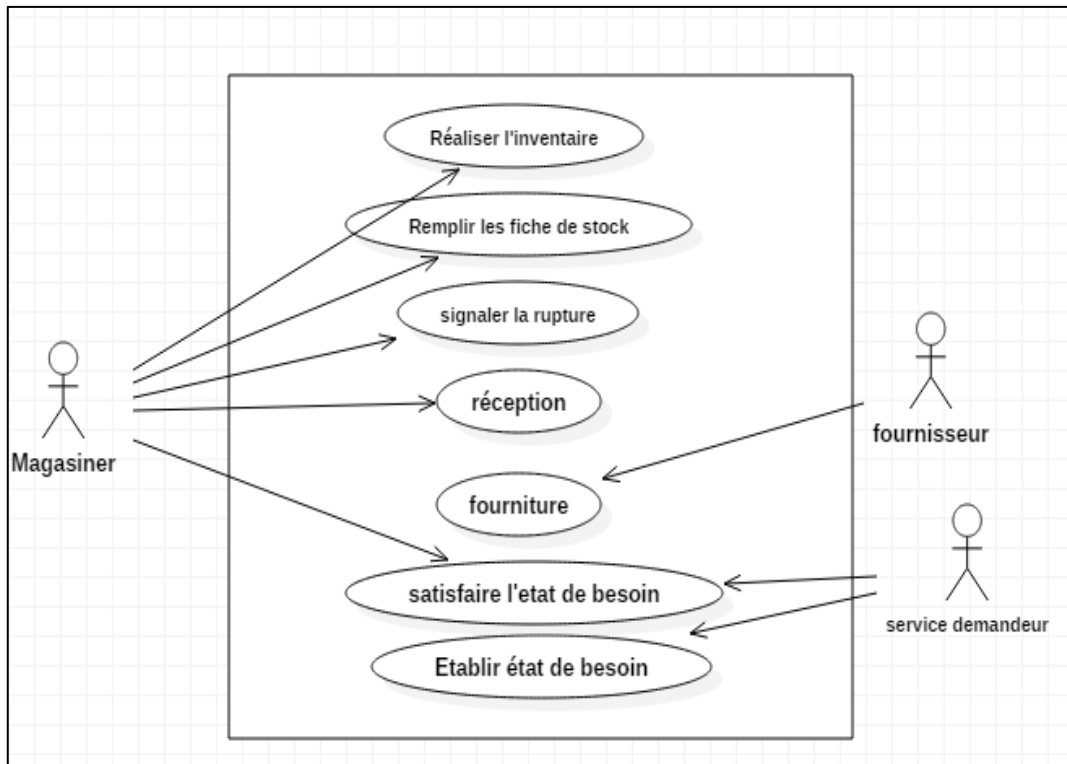 Réaliser l'inventaire
Remplir les fiche de stock
signaler la rupture
réception
fourniture
satisfaire l'etat de besoin
Etablir état de besoin
Magasiner
fournisseur
service demandeur